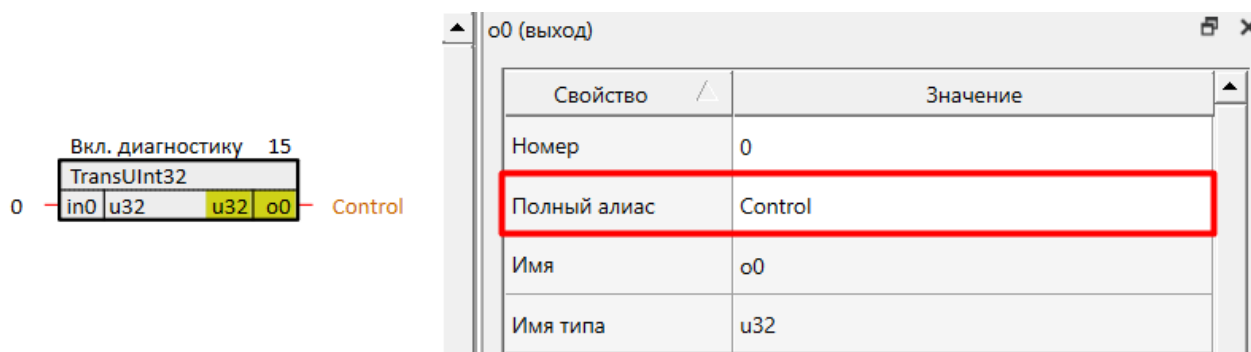 Вкл. диагностику 15
TransUInt32
0 in0 u32 u32 o0 Control
o0 (выход)
Свойство Значение
Номер 0
Полный алиас Control
Имя o0
Имя типа u32